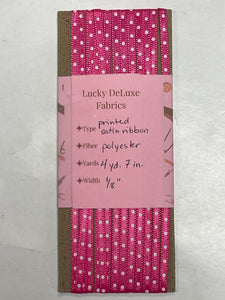 Lucky DeLuxe
Fabrics
Type printed
satin ribbon
Fiber polyester
Yards 4 yd. 7 in.
Width 1/8"